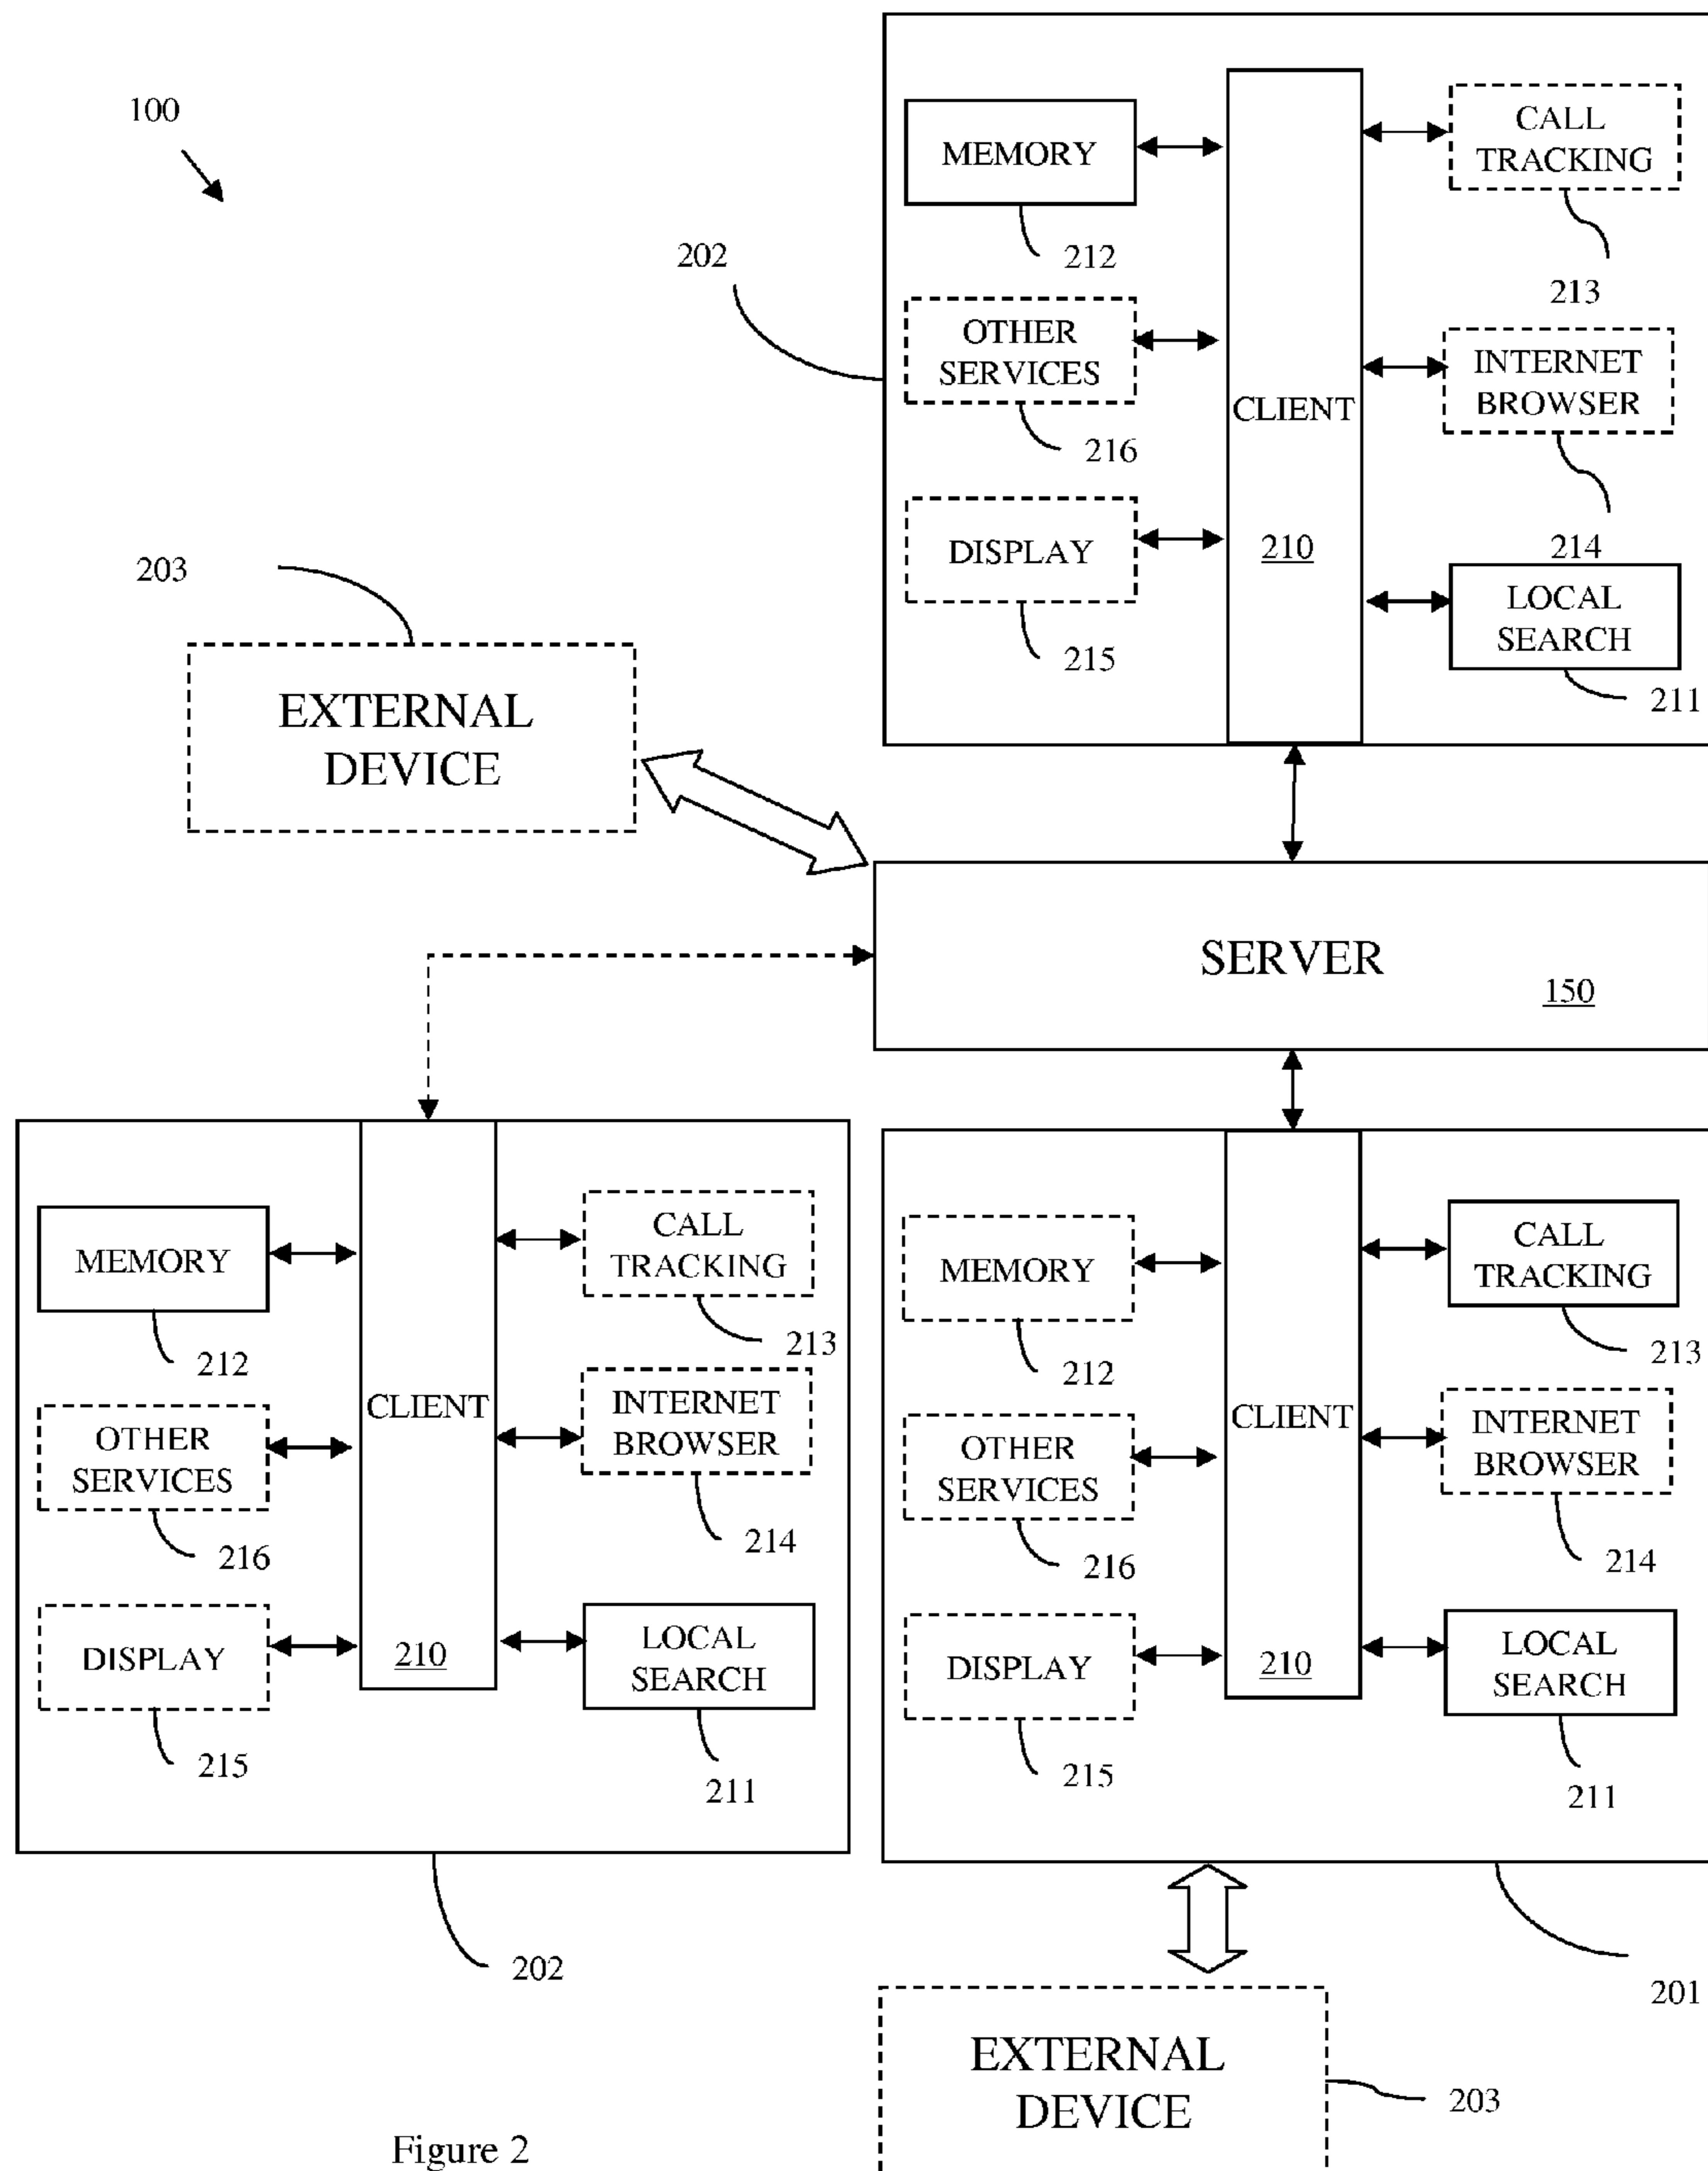 100
202
MEMORY
212
CALL
TRACKING
213
OTHER
SERVICES
216
CLIENT
INTERNET
BROWSER
214
DISPLAY
215
210
LOCAL
SEARCH
211
203
EXTERNAL
DEVICE
SERVER
150
MEMORY
212
CALL
TRACKING
213
OTHER
SERVICES
216
CLIENT
INTERNET
BROWSER
214
DISPLAY
215
210
LOCAL
SEARCH
211
202
MEMORY
212
CALL
TRACKING
213
OTHER
SERVICES
216
CLIENT
INTERNET
BROWSER
214
DISPLAY
215
210
LOCAL
SEARCH
211
201
EXTERNAL
DEVICE
203
Figure 2